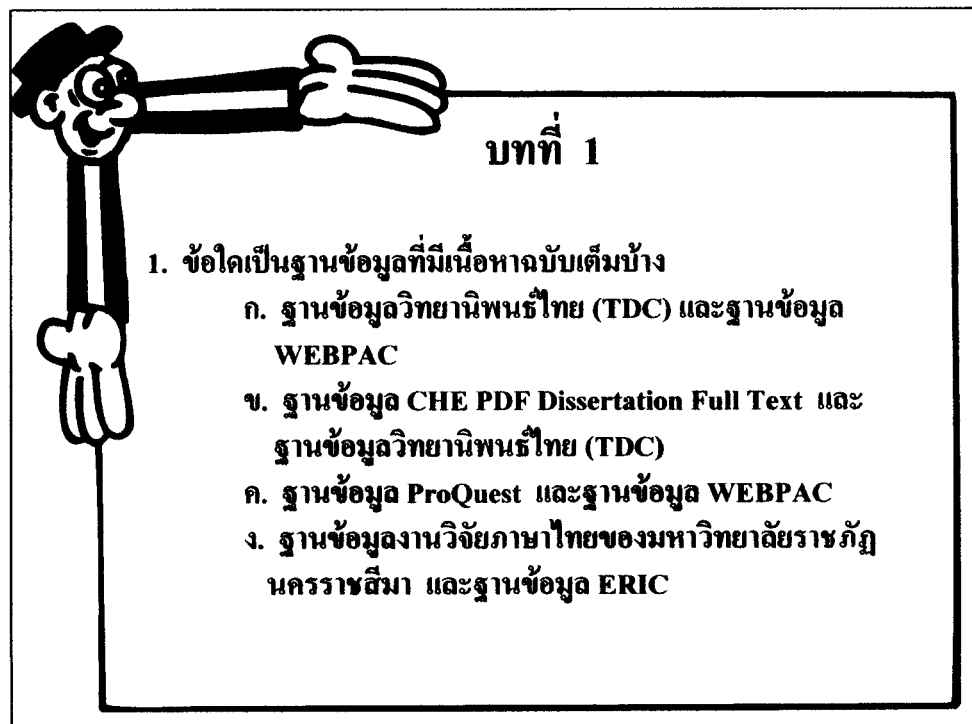 บทที่ 1
1. ข้อใดเป็นฐานข้อมูลที่มีเนื้อหาฉบับเต็มบ้าง
ก. ฐานข้อมูลวิทยานิพนธ์ไทย (TDC) และฐานข้อมูล
WEBPAC
ข. ฐานข้อมูล CHE PDF Dissertation Full Text และ
ฐานข้อมูลวิทยานิพนธ์ไทย (TDC)
ค. ฐานข้อมูล ProQuest และฐานข้อมูล WEBPAC
ง. ฐานข้อมูลงานวิจัยภาษาไทยของมหาวิทยาลัยราชภัฏ
นครราชสีมา และฐานข้อมูล ERIC